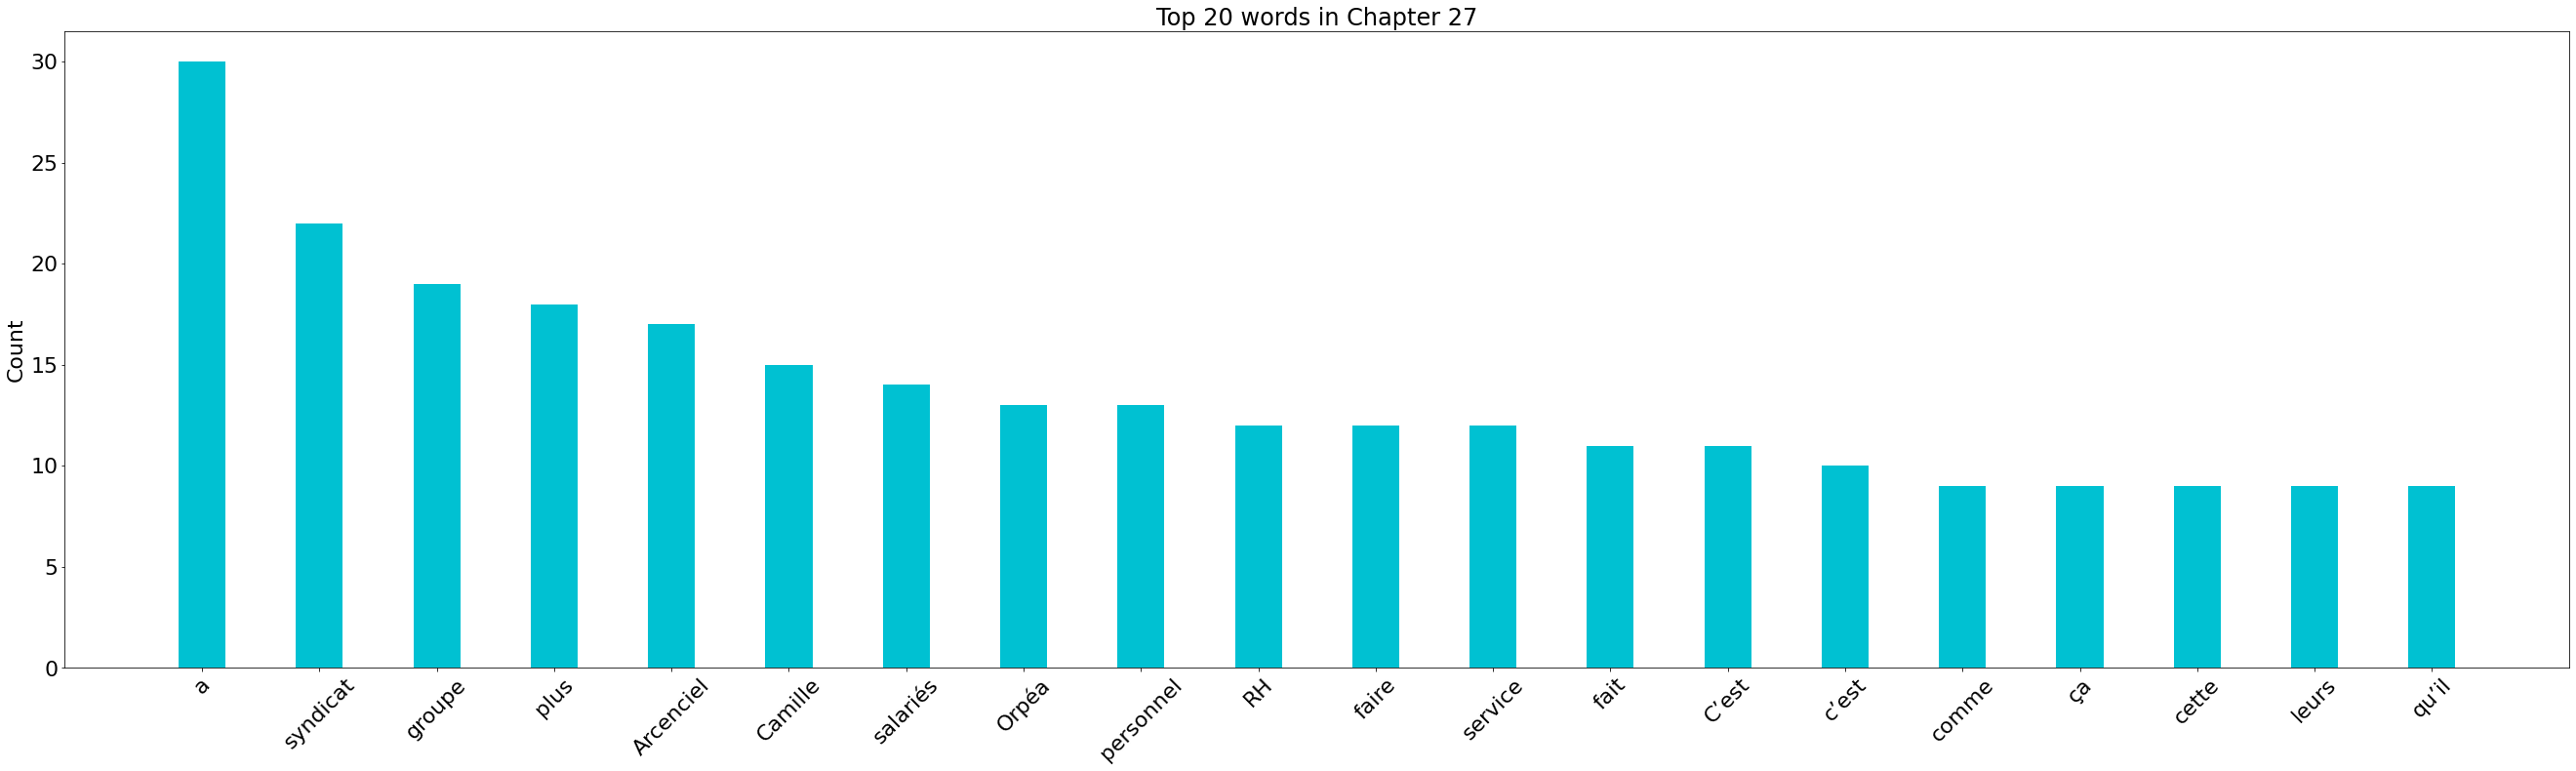 Top 20 words in Chapter 27
Count
30
25
20
15
10
5
0
a
syndicat
groupe
plus
Arcenciel
Camille
salariés
Orpéa
personnel
RH
faire
service
fait
C’est
c’est
comme
ça
cette
leurs
qu’il